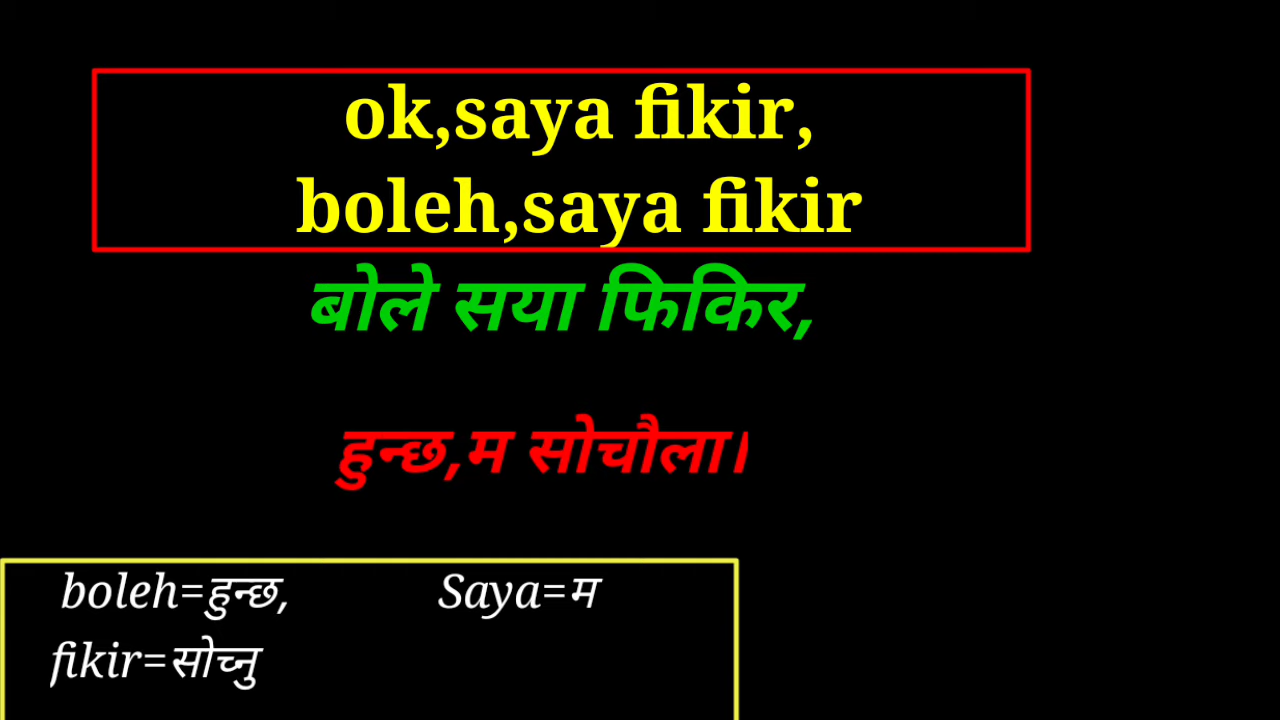 ok,saya fikir,
boleh,saya fikir
बोले सया फिकिर,
हुन्छ,म सोचौला।
boleh=हुन्छ, Saya=म
fikir=सोच्नु